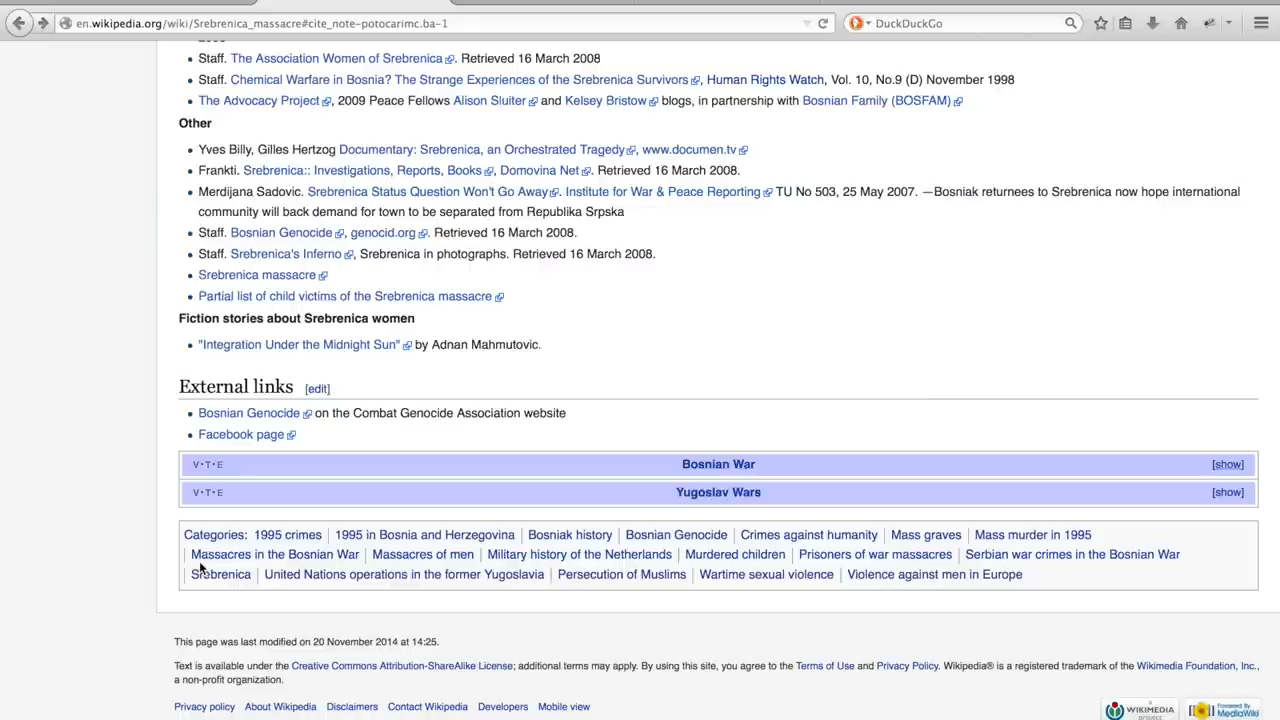 en.wikipedia.org/wiki/Srebrenica_massacre#cite_note-potocarimc.ba-1
DuckDuckGo
Staff. The Association Women of Srebrenica. Retrieved 16 March 2008
Staff. Chemical Warfare in Bosnia? The Strange Experiences of the Srebrenica Survivors, Human Rights Watch, Vol. 10, No.9 (D) November 1998
The Advocacy Project, 2009 Peace Fellows Alison Sluiter and Kelsey Bristow blogs, in partnership with Bosnian Family (BOSFAM)
Other
Yves Billy, Gilles Hertzog Documentary: Srebrenica, an Orchestrated Tragedy, www.documen.tv
Frankti. Srebrenica:: Investigations, Reports, Books, Domovina Net. Retrieved 16 March 2008.
Merdijana Sadovic. Srebrenica Status Question Won't Go Away. Institute for War & Peace Reporting TU No 503, 25 May 2007. —Bosniak returnees to Srebrenica now hope international
community will back demand for town to be separated from Republika Srpska
Staff. Bosnian Genocide, genocid.org. Retrieved 16 March 2008.
Staff. Srebrenica's Inferno, Srebrenica in photographs. Retrieved 16 March 2008.
Srebrenica massacre
Partial list of child victims of the Srebrenica massacre
Fiction stories about Srebrenica women
"Integration Under the Midnight Sun" by Adnan Mahmutovic.
External links [edit]
Bosnian Genocide on the Combat Genocide Association website
Facebook page
V·T·E Bosnian War [show]
V·T·E Yugoslav Wars [show]
Categories: 1995 crimes | 1995 in Bosnia and Herzegovina | Bosniak history | Bosnian Genocide | Crimes against humanity | Mass graves | Mass murder in 1995
Massacres in the Bosnian War | Massacres of men | Military history of the Netherlands | Murdered children | Prisoners of war massacres | Serbian war crimes in the Bosnian War
Srebrenica | United Nations operations in the former Yugoslavia | Persecution of Muslims | Wartime sexual violence | Violence against men in Europe
This page was last modified on 20 November 2014 at 14:25.
Text is available under the Creative Commons Attribution-ShareAlike License; additional terms may apply. By using this site, you agree to the Terms of Use and Privacy Policy. Wikipedia® is a registered trademark of the Wikimedia Foundation, Inc.,
a non-profit organization.
Privacy policy About Wikipedia Disclaimers Contact Wikipedia Developers Mobile view
A WIKIMEDIA project
Powered By MediaWiki